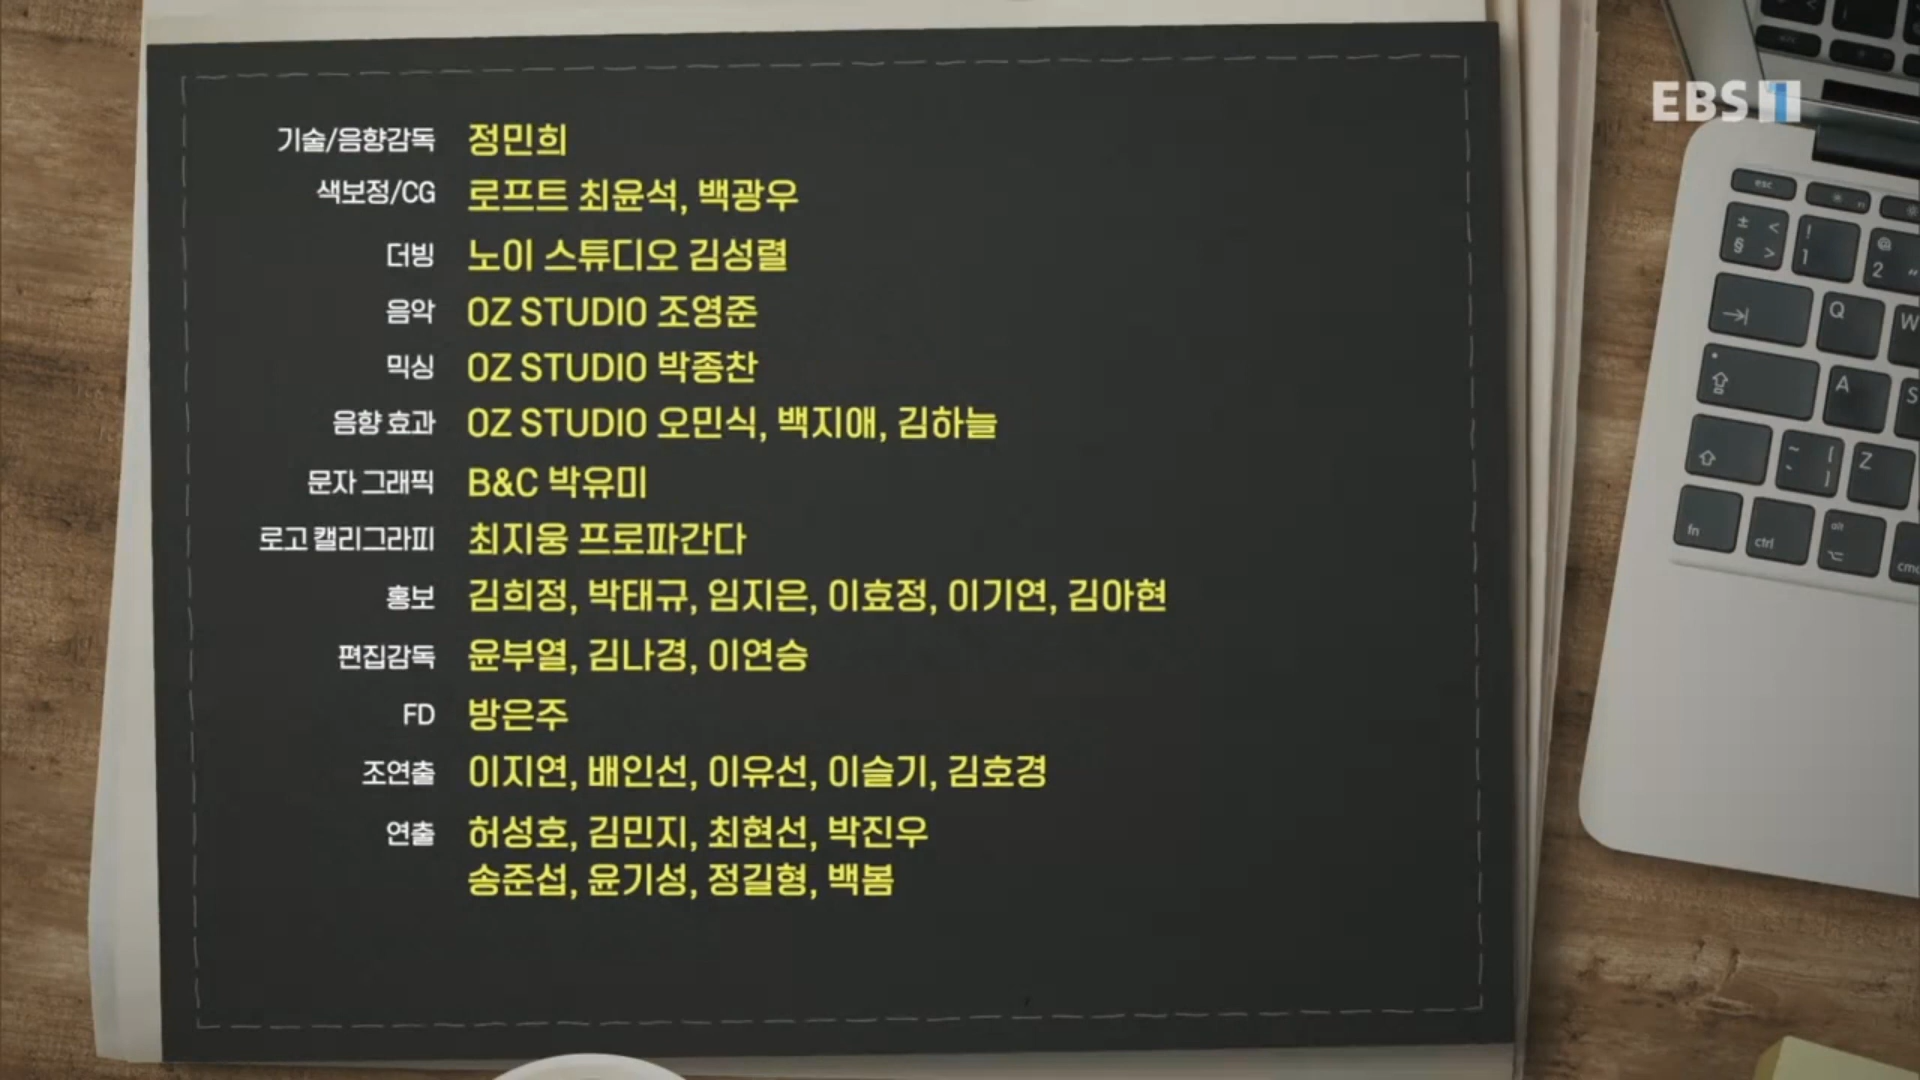 EBS1
기술/음향감독 정민희
색보정/CG 로프트 최윤석, 백광우
더빙 노이 스튜디오 김성렬
음악 OZ STUDIO 조영준
믹싱 OZ STUDIO 박종찬
음향 효과 OZ STUDIO 오민식, 백지애, 김하늘
문자 그래픽 B&C 박유미
로고 캘리그라피 최지웅 프로파간다
홍보 김희정, 박태규, 임지은, 이효정, 이기연, 김아현
편집감독 윤부열, 김나경, 이연승
FD 방은주
조연출 이지연, 배인선, 이유선, 이슬기, 김호경
연출 허성호, 김민지, 최현선, 박진우
송준섭, 윤기성, 정길형, 백봄
esc
± < ! @
§ > 1 2 "
Q W
A S
~ [ Z
]
fn ctrl alt cmd